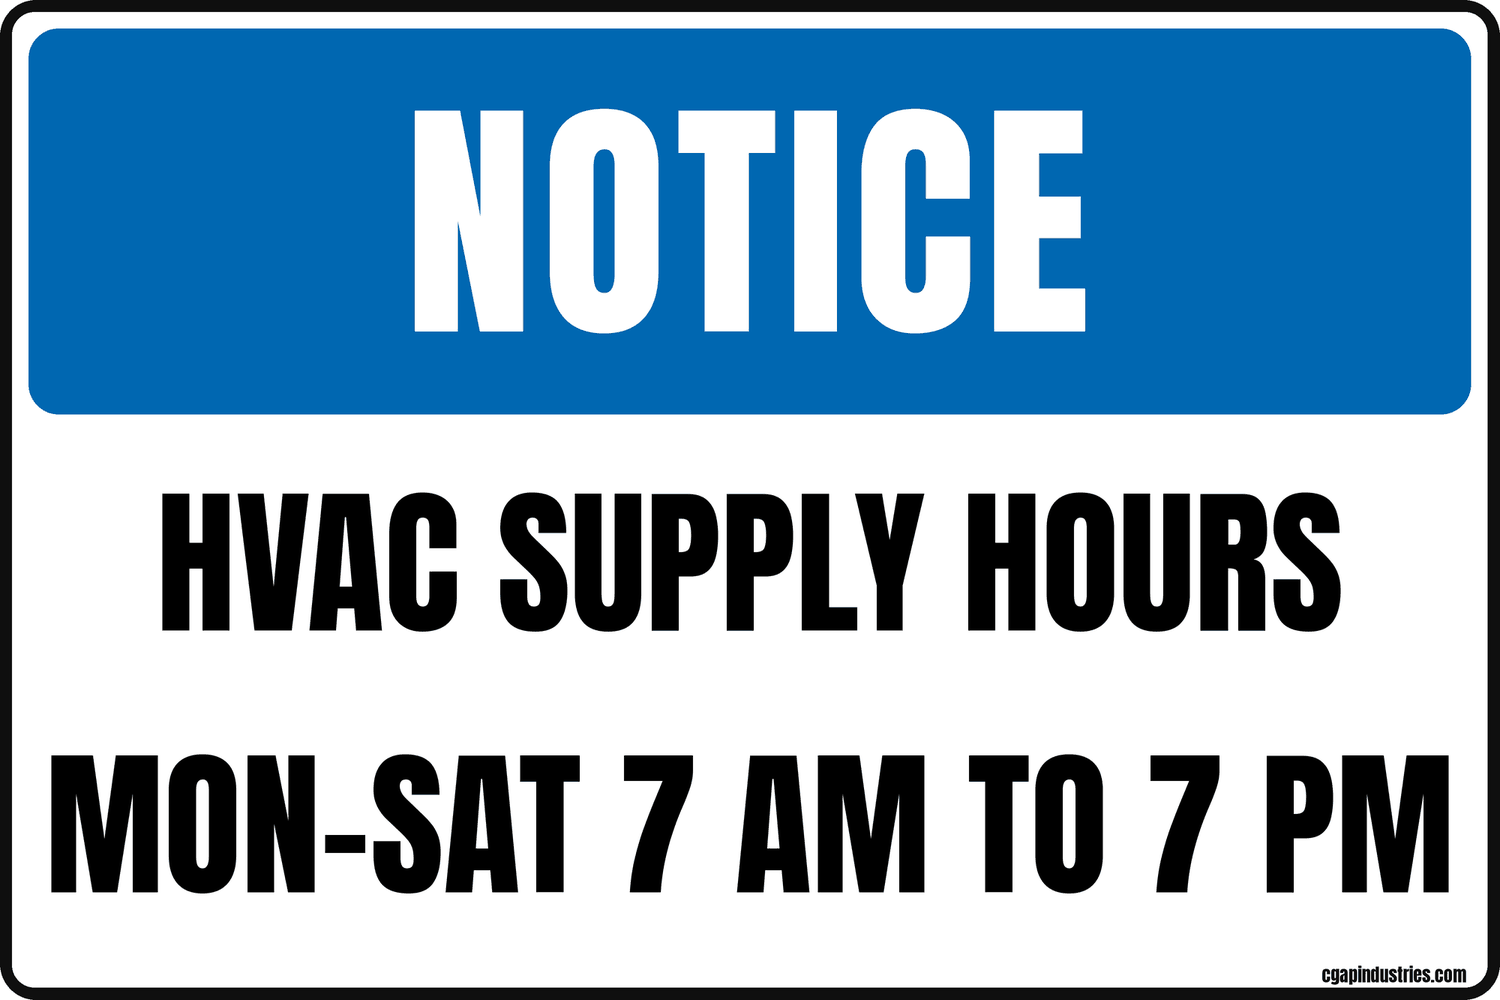 NOTICE
HVAC SUPPLY HOURS
MON-SAT 7 AM TO 7 PM
cgapindustries.com